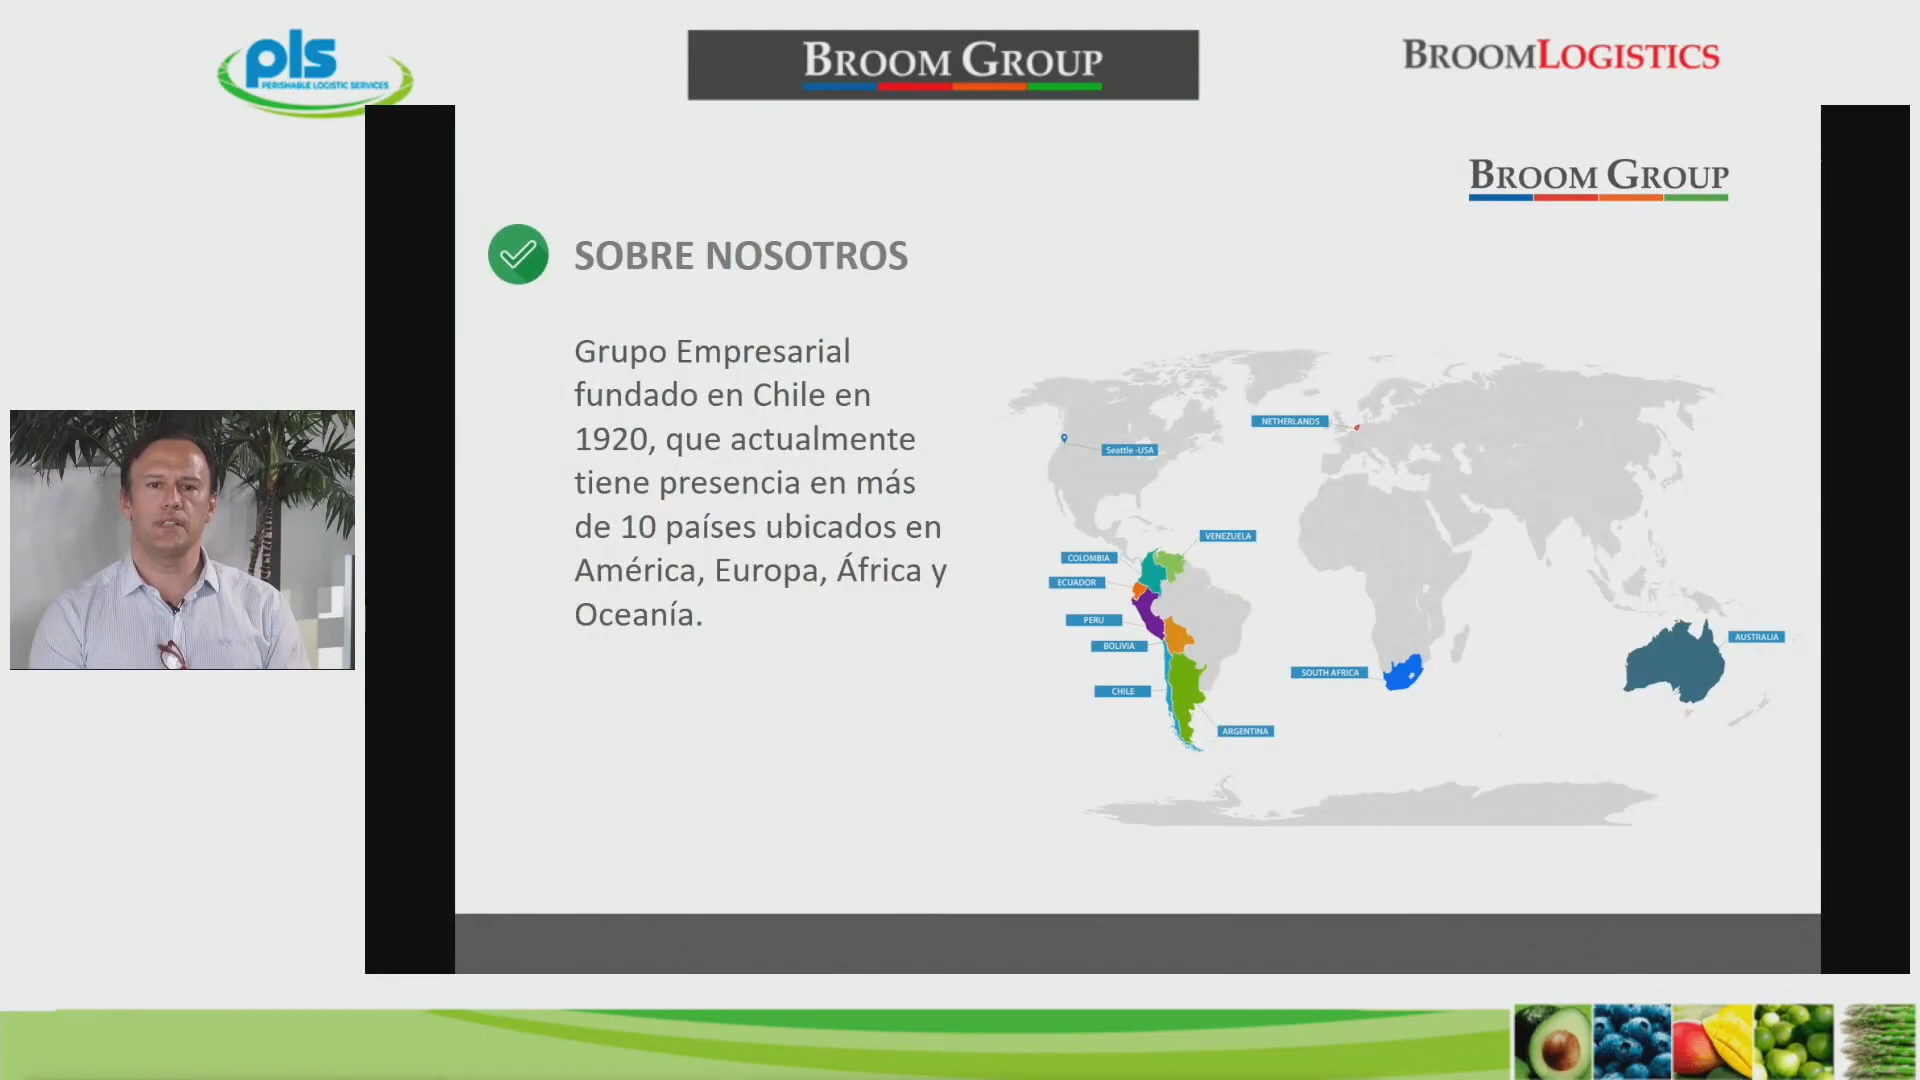 pls
PERISHABLE LOGISTIC SERVICES
BROOM GROUP
BROOMLOGISTICS
BROOM GROUP
SOBRE NOSOTROS
Grupo Empresarial
fundado en Chile en
1920, que actualmente
tiene presencia en más
de 10 países ubicados en
América, Europa, África y
Oceanía.
NETHERLANDS
Seattle -USA
VENEZUELA
COLOMBIA
ECUADOR
PERU
BOLIVIA
CHILE
ARGENTINA
SOUTH AFRICA
AUSTRALIA